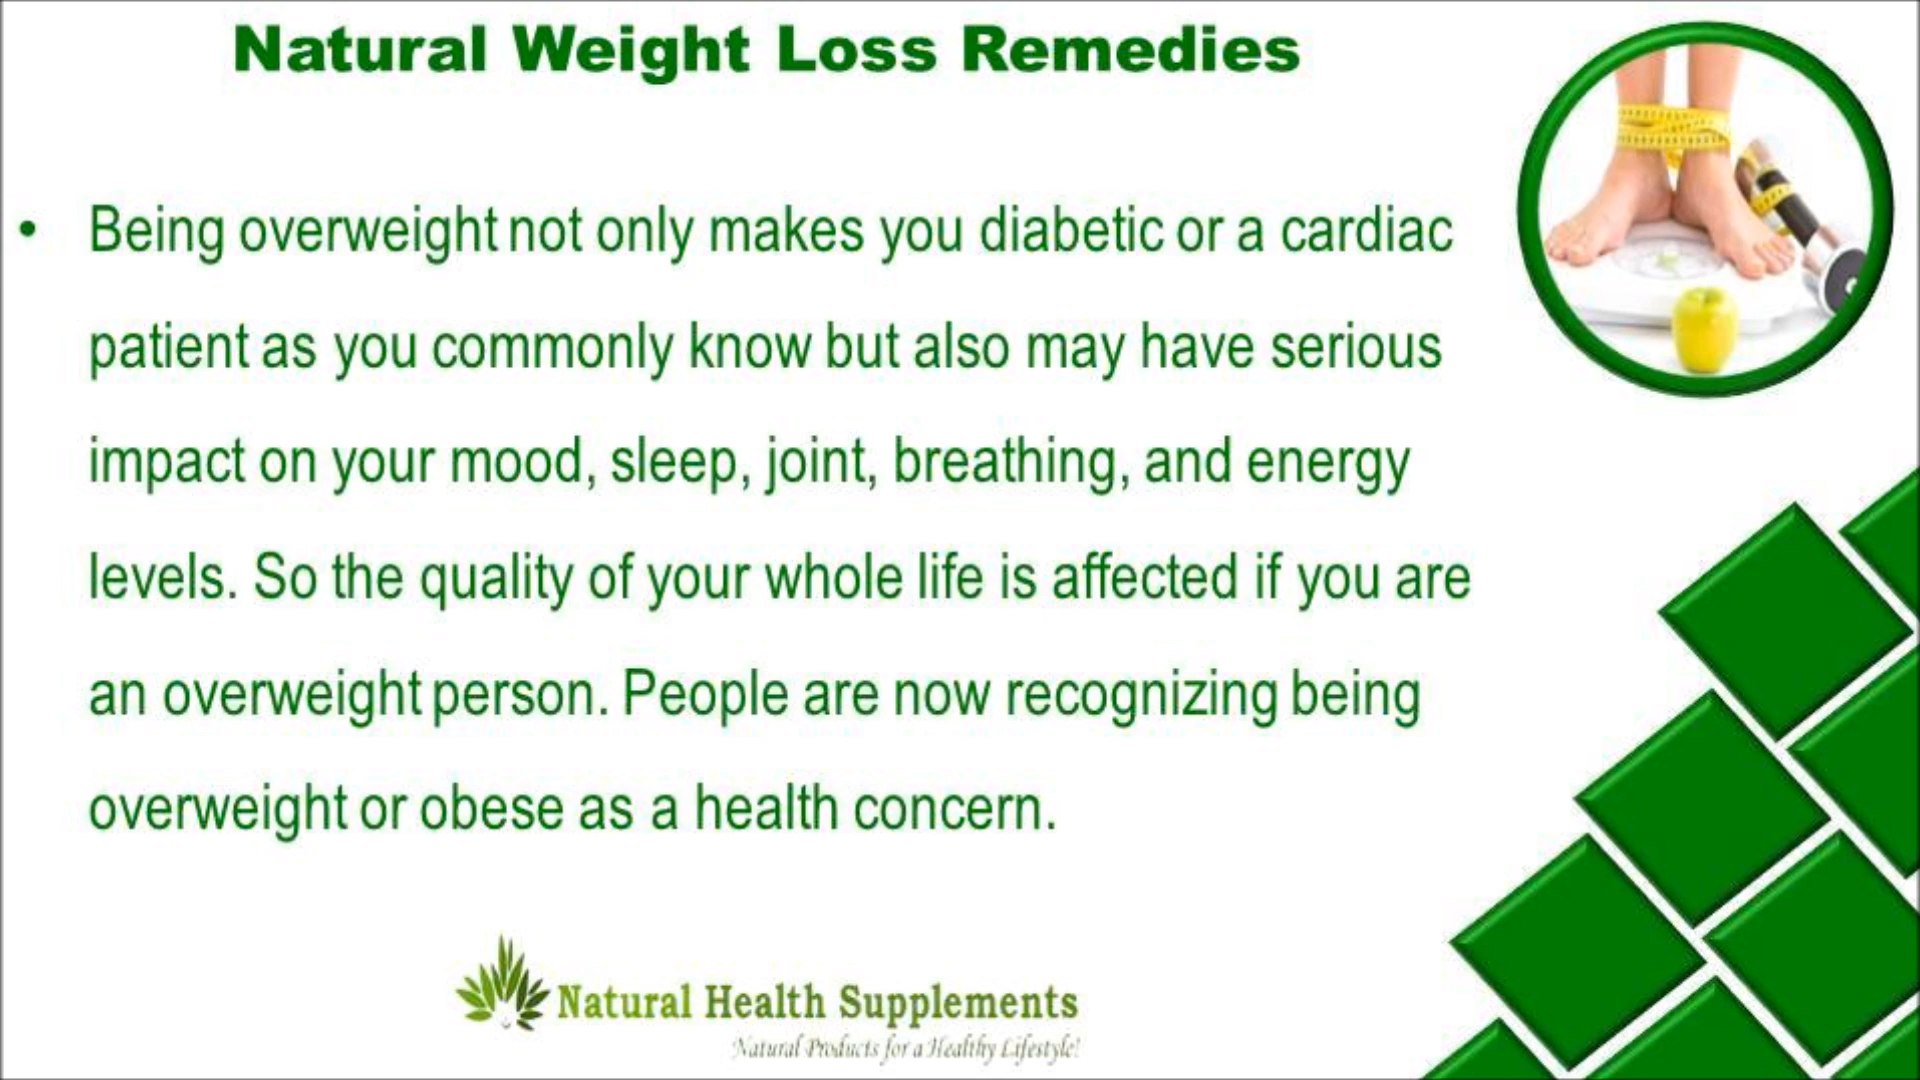 Natural Weight Loss Remedies
• Being overweight not only makes you diabetic or a cardiac
patient as you commonly know but also may have serious
impact on your mood, sleep, joint, breathing, and energy
levels. So the quality of your whole life is affected if you are
an overweight person. People are now recognizing being
overweight or obese as a health concern.
Natural Health Supplements
Natural Products for a Healthy Lifestyle!